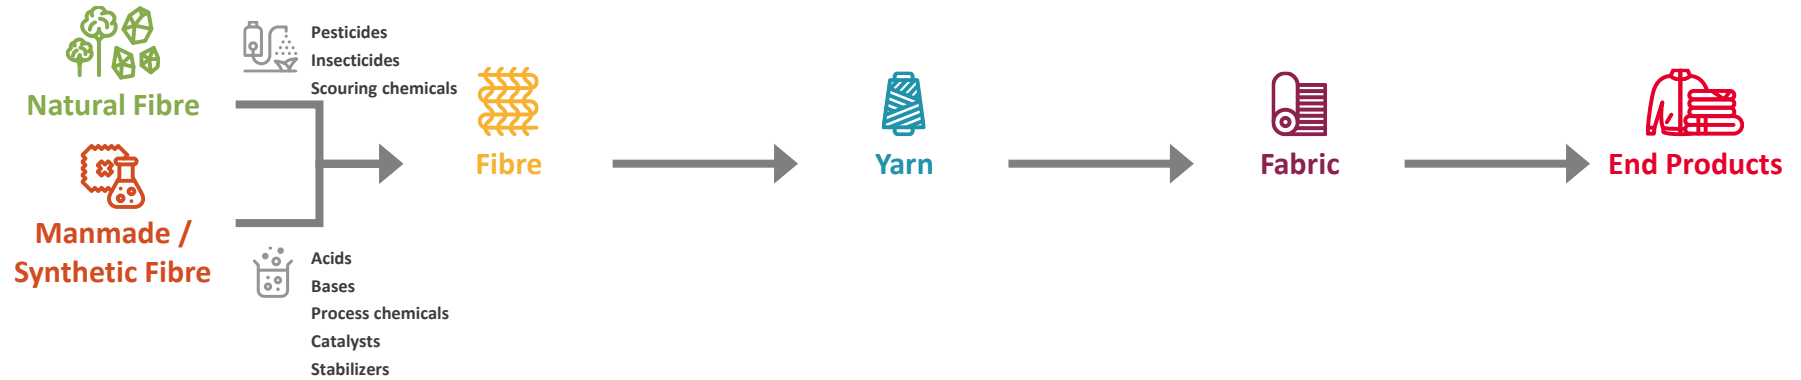 Natural Fibre
Pesticides
Insecticides
Scouring chemicals
Manmade /
Synthetic Fibre
Acids
Bases
Process chemicals
Catalysts
Stabilizers
Fibre
Yarn
Fabric
End Products